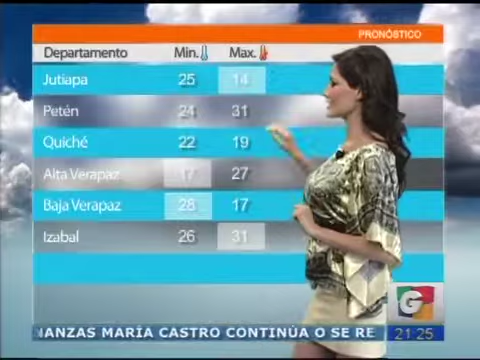 PRONÓSTICO
Departamento Min. Max.
Jutiapa 25 14
Petén 24 31
Quiché 22 19
Alta Verapaz 17 27
Baja Verapaz 28 17
Izabal 26 31
G
NANZAS MARÍA CASTRO CONTINÚA O SE RE
21:25